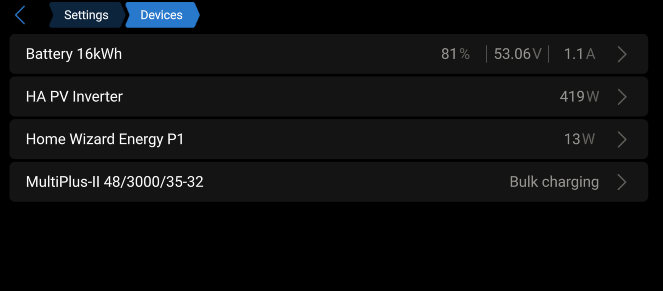 Settings Devices
Battery 16kWh 81% 53.06V 1.1A
HA PV Inverter 419W
Home Wizard Energy P1 13W
MultiPlus-II 48/3000/35-32 Bulk charging